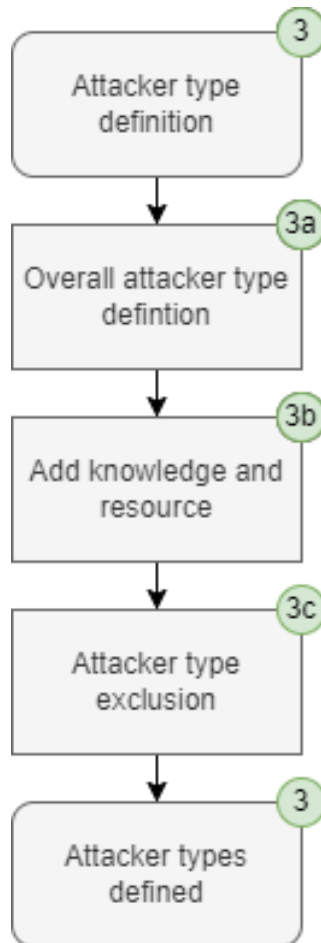 3
Attacker type
definition
3a
Overall attacker type
defintion
3b
Add knowledge and
resource
3c
Attacker type
exclusion
3
Attacker types
defined